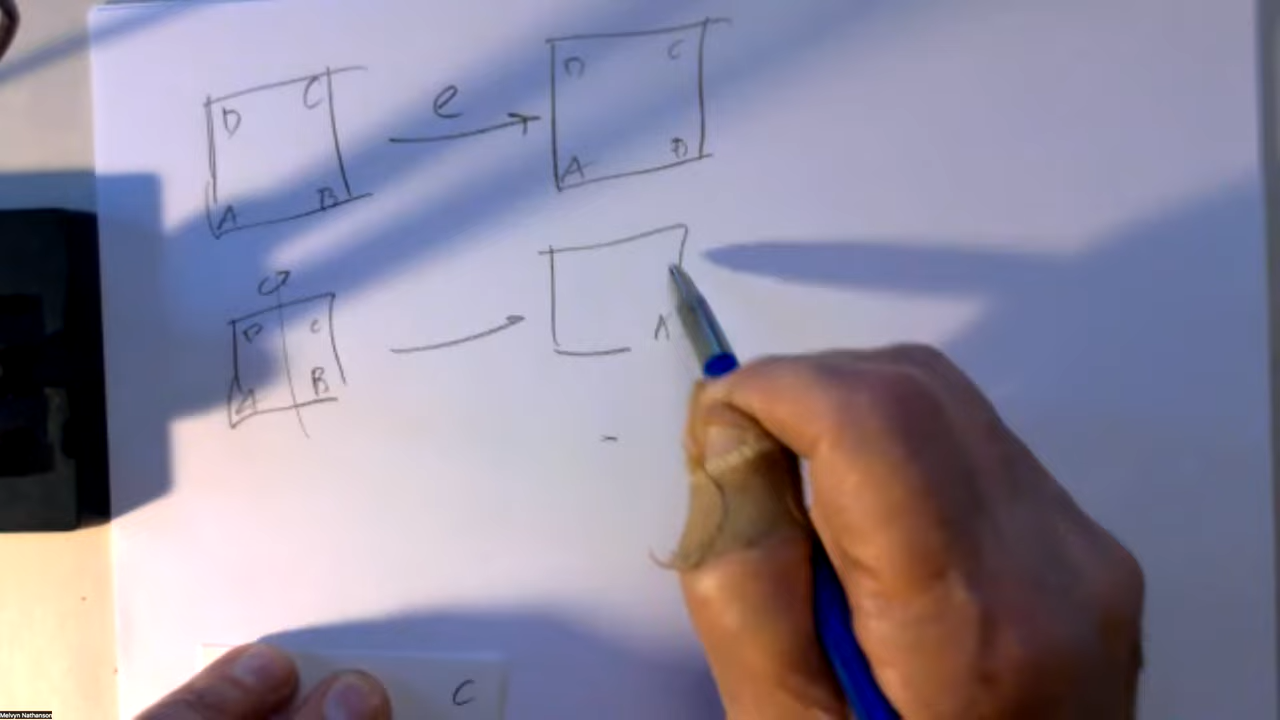 D C e D C
A B A B
D C
A B A
C
Melvyn Nathanson